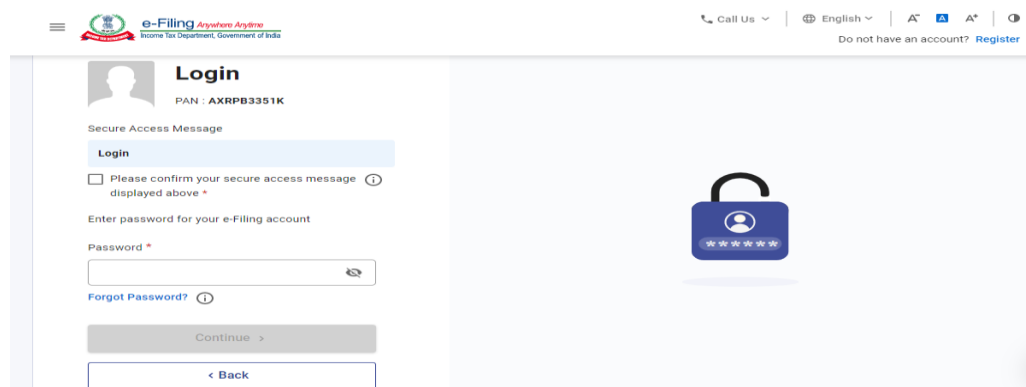 e-Filing Anywhere Anytime
Income Tax Department, Government of India
Call Us
English
A- A A+
Do not have an account? Register
Login
PAN : AXRPB3351K
Secure Access Message
Login
Please confirm your secure access message
displayed above *
Enter password for your e-Filing account
Password *
Forgot Password?
Continue >
< Back
******